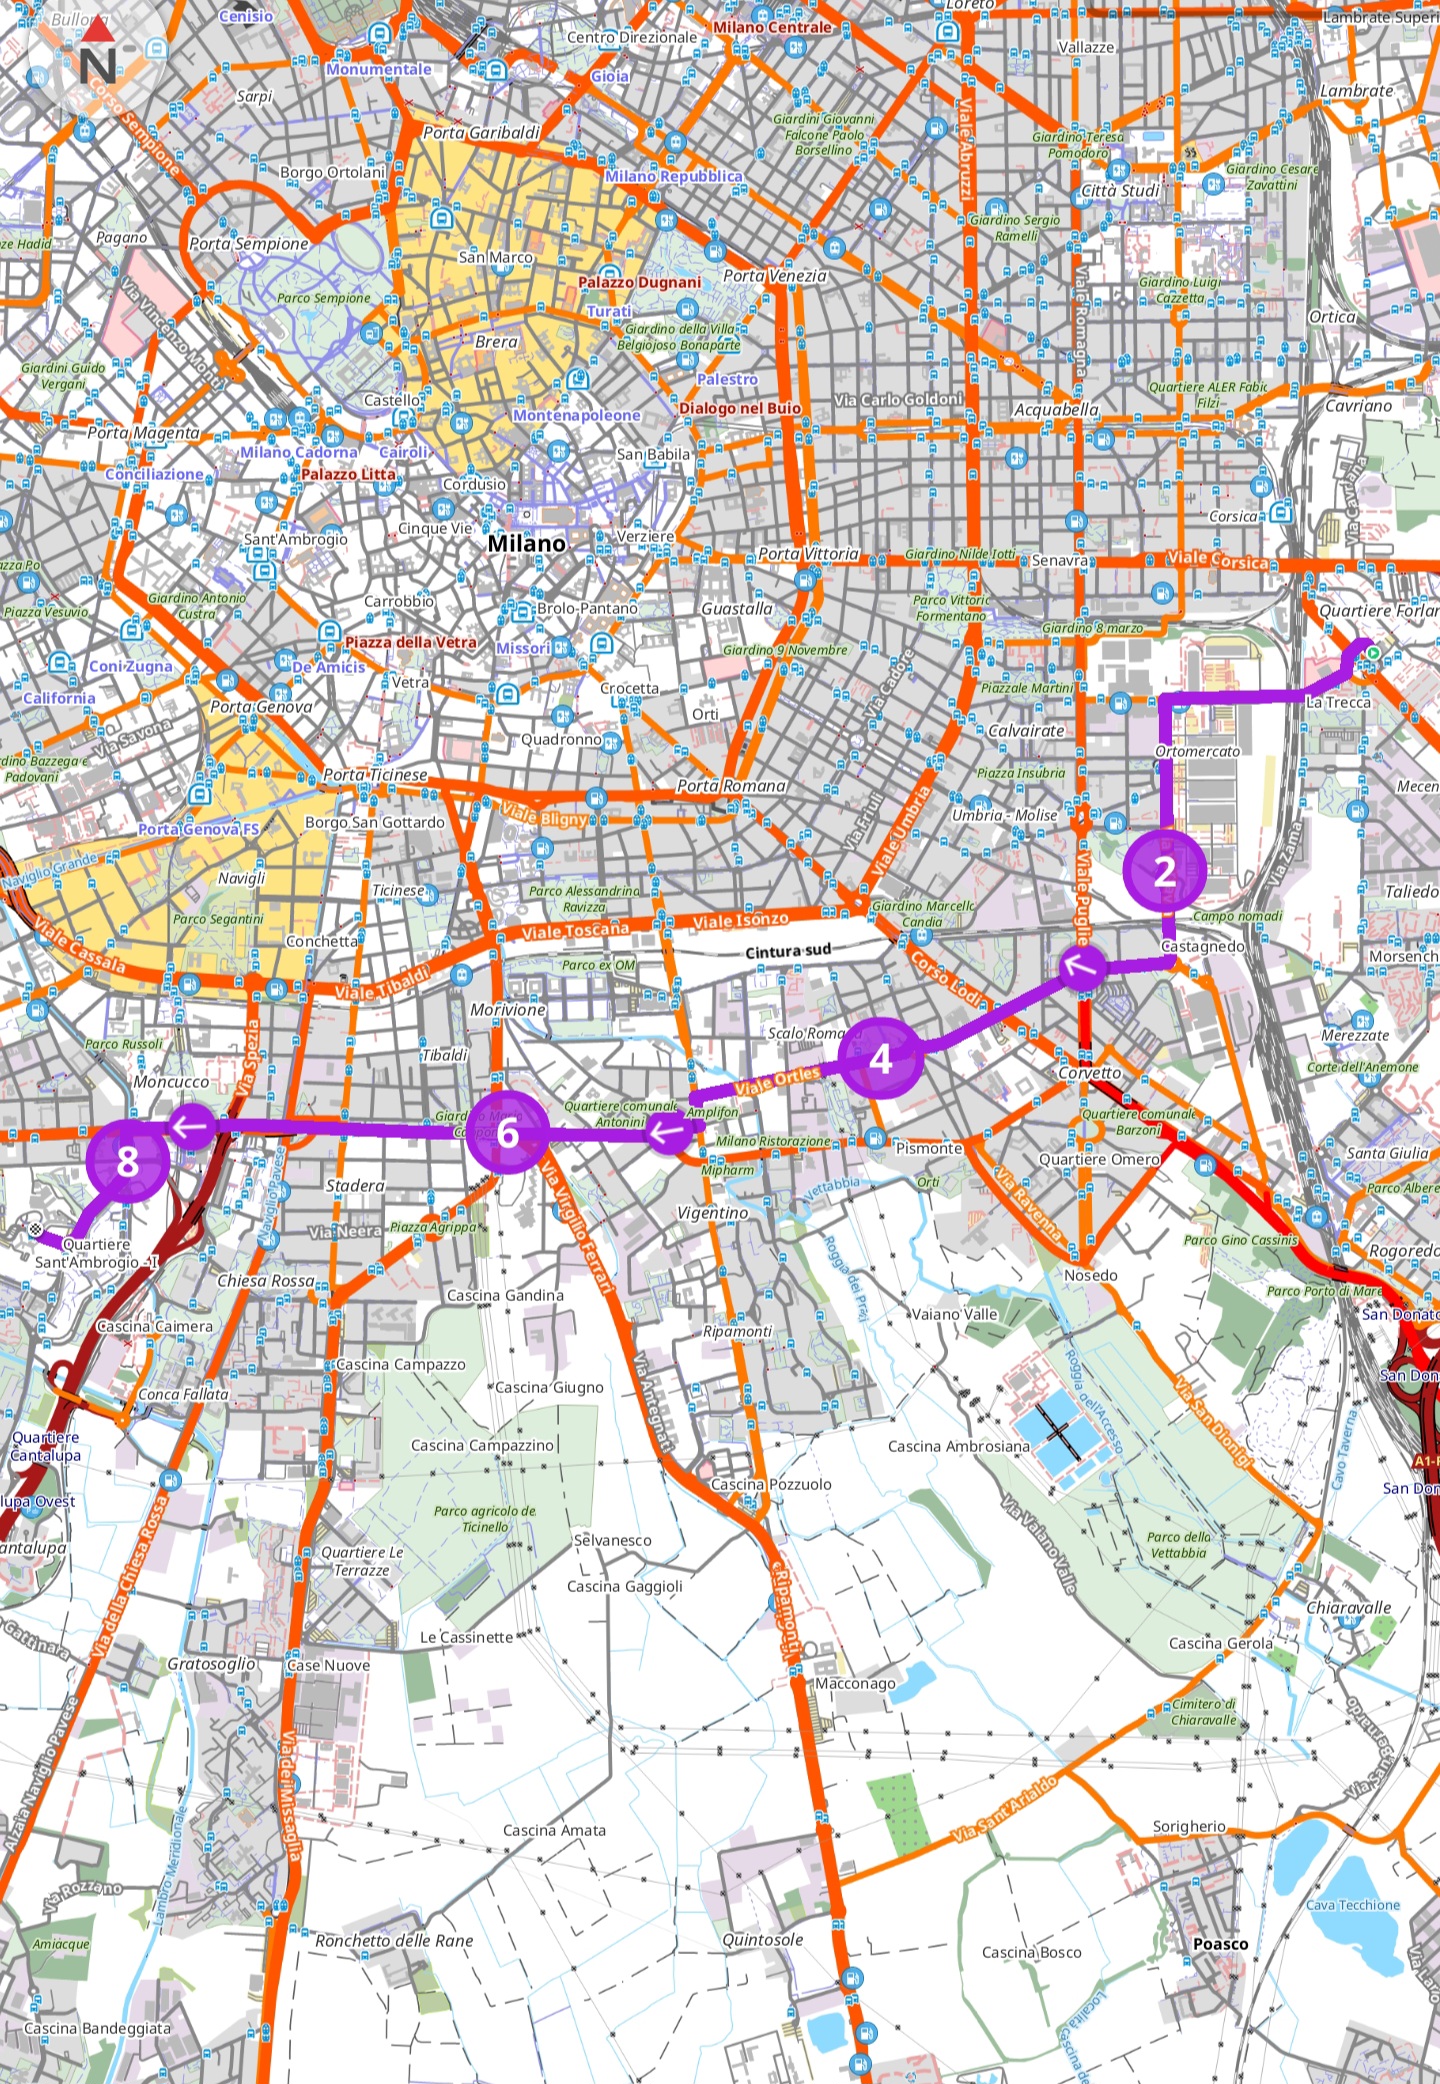 Cenisio
Loreto
Lambrate Superi
Bullona
Milano Centrale
Centro Direzionale
Vallazze
N
Monumentale
Gioia
Corso Sempione
Sarpi
Lambrate
Viale Abruzzi
Giardini Giovanni
Falcone Paolo
Borsellino
Porta Garibaldi
Giardino Teresa
Pomodoro
Borgo Ortolani
Milano Repubblica
Giardino Cesare
Zavattini
Città Studi
Giardino Sergio
Ramelli
Pagano
ze Hadid
Porta Sempione
San Marco
Porta Venezia
Palazzo Dugnani
Giardino Luigi
Cazzetta
Via Vincenzo Monti
Parco Sempione
Turati
Viale Romagna
Ortica
Giardino della Villa
Belgiojoso Bonaparte
Brera
Giardini Guido
Vergani
Palestro
Quartiere ALER Fabio
Filzi
Castello
Via Carlo Goldoni
Montenapoleone
Dialogo nel Buio
Acquabella
Cavriano
Porta Magenta
Milano Cadorna
Cairoli
San Babila
Conciliazione
Palazzo Litta
Cordusio
Via Cavriana
Cinque Vie
Corsica
Sant'Ambrogio
Milano
Verziere
Porta Vittoria
Giardino Nilde Iotti
Senavra
Viale Corsica
azza Po
Piazza Vesuvio
Giardino Antonio
Custra
Carrobbio
Brolo-Pantano
Guastalla
Parco Vittorio
Formentano
Quartiere Forlan
Giardino 8 marzo
Piazza della Vetra
Missori
Giardino 9 Novembre
Coni Zugna
De Amicis
Via Cadore
California
Vetra
Crocetta
Piazzale Martini
La Trecca
Porta Genova
Orti
Via Savona
Quadronno
Calvairate
Ortomercato
Giardino Bazzega e
Padovani
Porta Ticinese
Piazza Insubria
Porta Romana
Mecen
Viale Bligny
Borgo San Gottardo
Umbria - Molise
Via Friuli
Viale Umbria
Porta Genova FS
Via Zama
Naviglio Grande
2
Navigli
Ticinese
Parco Alessandrina
Ravizza
Viale Puglie
Taliedo
Parco Segantini
Giardino Marcello
Candia
Campo nomadi
Viale Cassala
Conchetta
Viale Toscana
Viale Isonzo
Castagnedo
Cintura sud
Morsench
Parco ex OM
Viale Tibaldi
Corso Lodi
Morivione
Scalo Romana
Merezzate
Parco Russoli
Tibaldi
4
Via Spezia
Corte dell'Anemone
Moncucco
Viale Ortles
Corvetto
Quartiere comunale
Antonini
Amplifon
Quartiere comunale
Barzoni
6
Milano Ristorazione
Pismonte
8
Quartiere Omero
Santa Giulia
Mipharm
Naviglio Pavese
Stadera
Vettabbia
Orti
Parco Albere
Via Ravenna
Via Neera
Piazza Agrippa
Vigentino
Via Virgilio Ferrari
Quartiere
Sant'Ambrogio - I
Parco Gino Cassinis
Rogoredo
Chiesa Rossa
Nosedo
Roggia dei Prati
Parco Porto di Mare
Cascina Gandina
Vaiano Valle
San Donato
Cascina Caimera
Ripamonti
Cascina Campazzo
San Don
Cascina Giugno
Roggia dell'Accesso
Conca Fallata
Via Aregnati
Via San Dionigi
Quartiere
Cantalupa
Cascina Campazzino
Cascina Ambrosiana
Cavo Taverna
A1-R
Cascina Pozzuolo
San Don
lupa Ovest
Via della Chiesa Rossa
Parco agricolo de
Ticinello
Selvanesco
Via Vaiano Valle
Parco della
Vettabbia
antalupa
Quartiere Le
Terrazze
Cascina Gaggioli
Chiaravalle
Gattinara
Le Cassinette
Cascina Gerola
Gratosoglio
Case Nuove
Macconago
Cimitero di
Chiaravalle
Alzaia Naviglio Pavese
Via dei Missaglia
Via San Bernardo
Via Sant'Arialdo
Cascina Amata
Sorigherio
Lambro Meridionale
Via Rozzano
Cava Tecchione
Amiacque
Ronchetto delle Rane
Quintosole
Cascina Bosco
Poasco
Cascina Bandeggiata